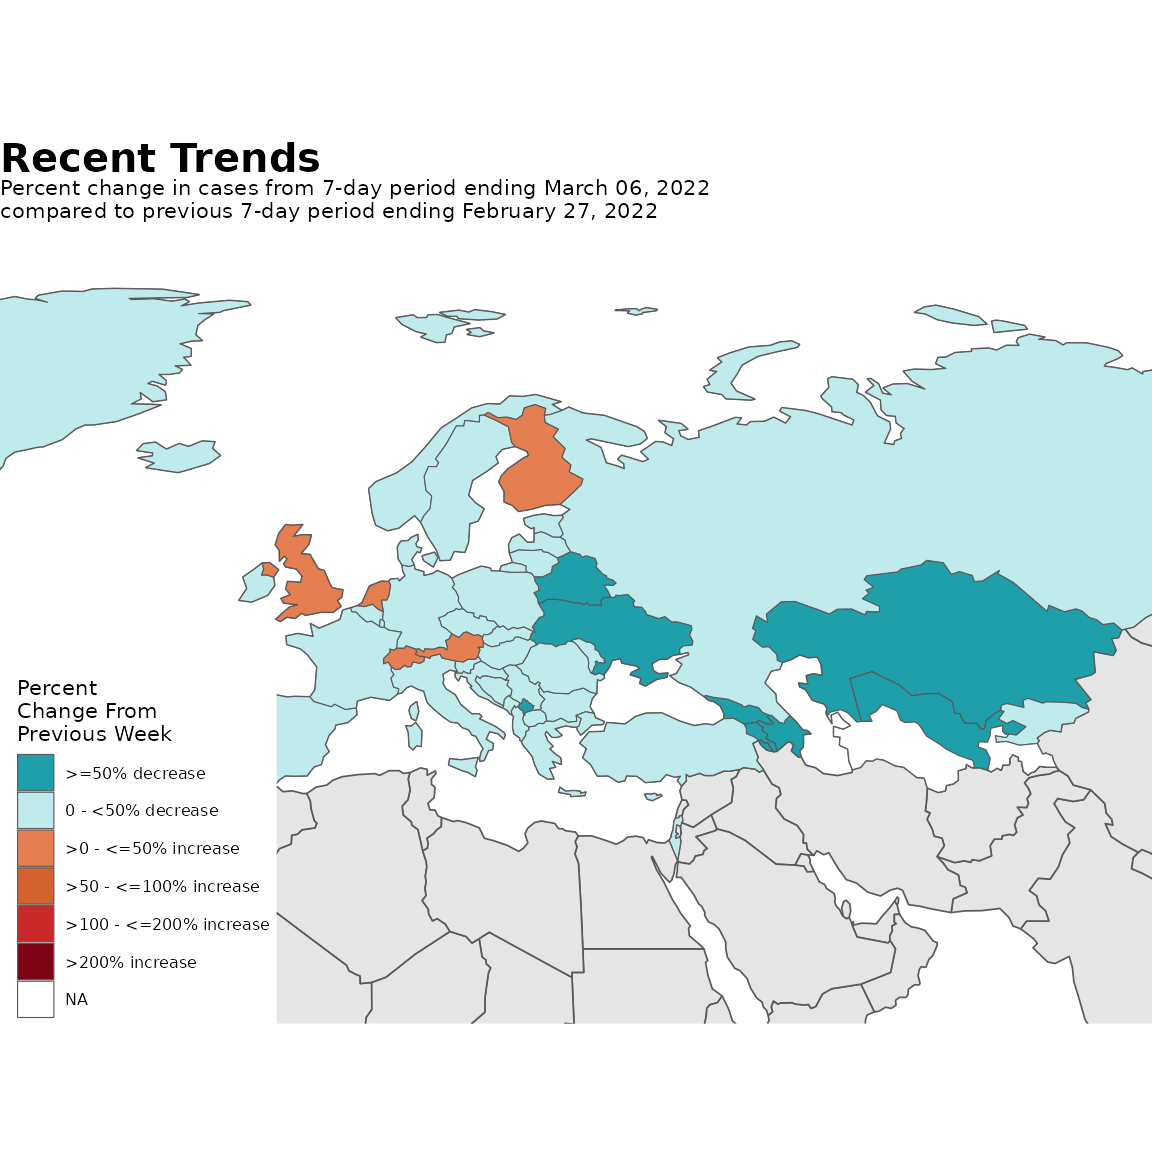 Recent Trends
Percent change in cases from 7-day period ending March 06, 2022
compared to previous 7-day period ending February 27, 2022
Percent
Change From
Previous Week
>=50% decrease
0 - <50% decrease
>0 - <=50% increase
>50 - <=100% increase
>100 - <=200% increase
>200% increase
NA